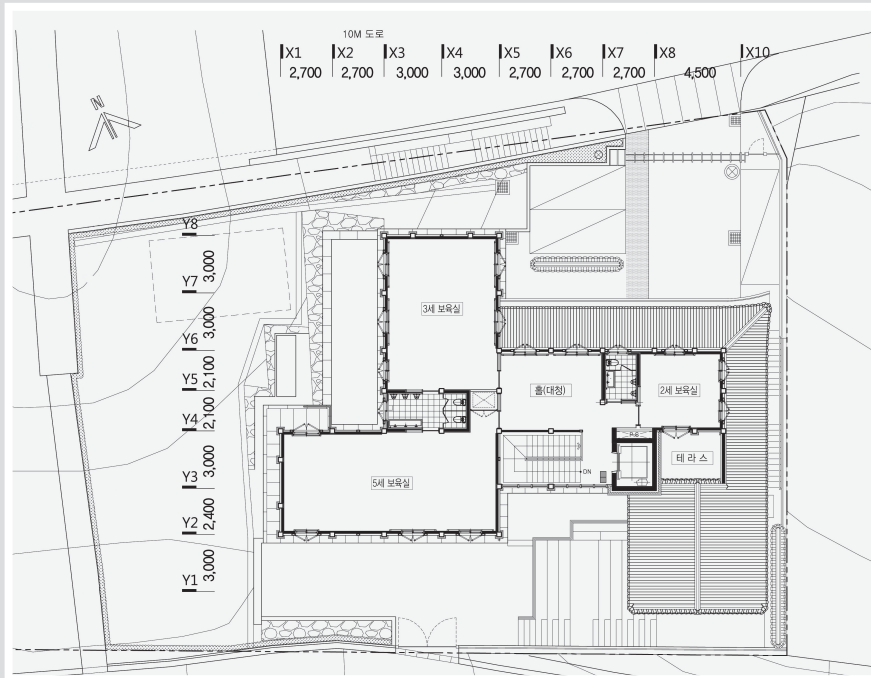 10M 도로
X1 X2 X3 X4 X5 X6 X7 X8 X10
2,700 2,700 3,000 3,000 2,700 2,700 2,700 4,500
N
Y8
3,000
Y7
3,000
Y6
2,100
Y5
2,100
Y4
3,000
Y3
2,400
Y2
3,000
Y1
3세 보육실
홀(대청)
2세 보육실
테 라 스
5세 보육실
DN